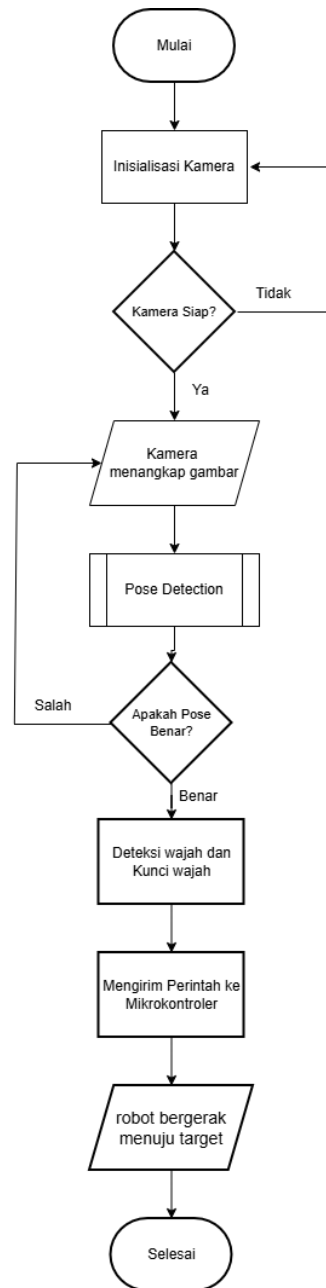 Mulai
Inisialisasi Kamera
Kamera Siap?
Tidak
Ya
Kamera
menangkap gambar
Pose Detection
Apakah Pose
Benar?
Salah
Benar
Deteksi wajah dan
Kunci wajah
Mengirim Perintah ke
Mikrokontroler
robot bergerak
menuju target
Selesai